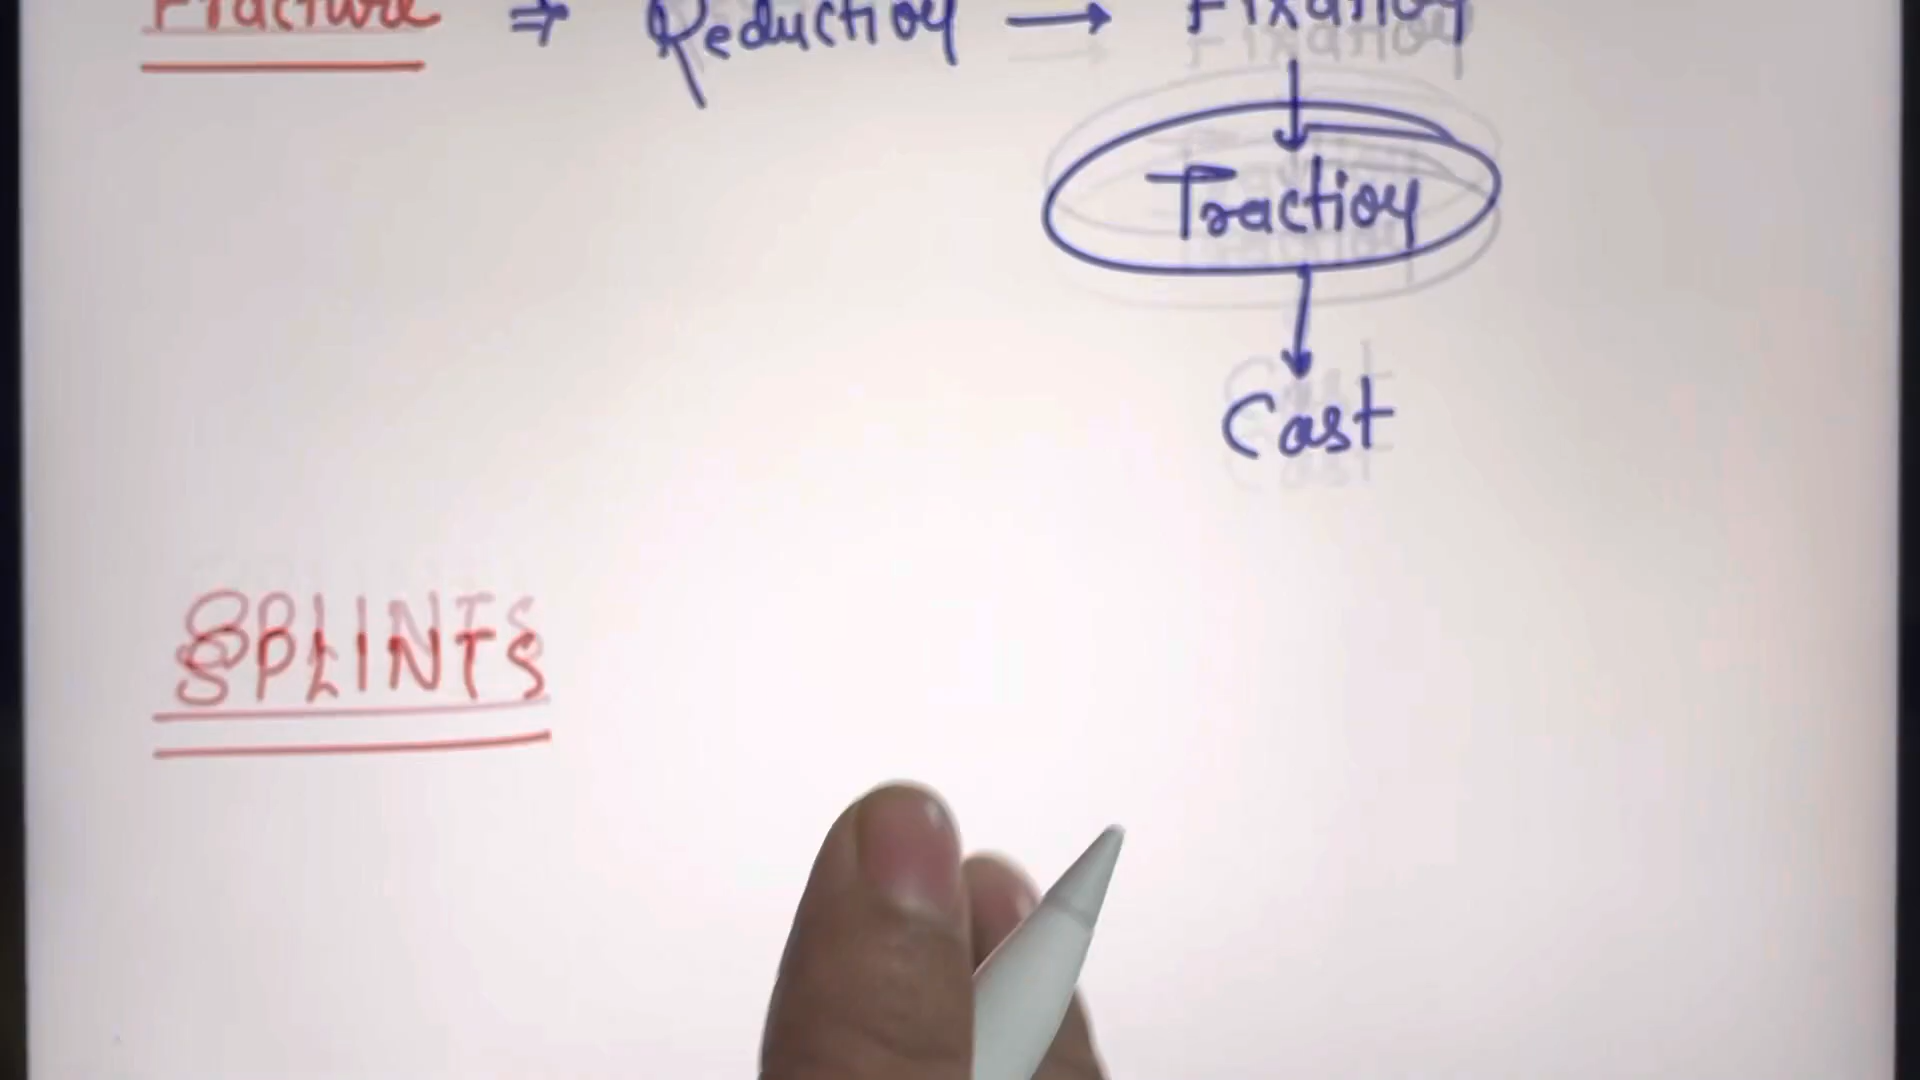 Fracture ⇒ Reduction → Fixation
Traction
Cast
SPLINTS